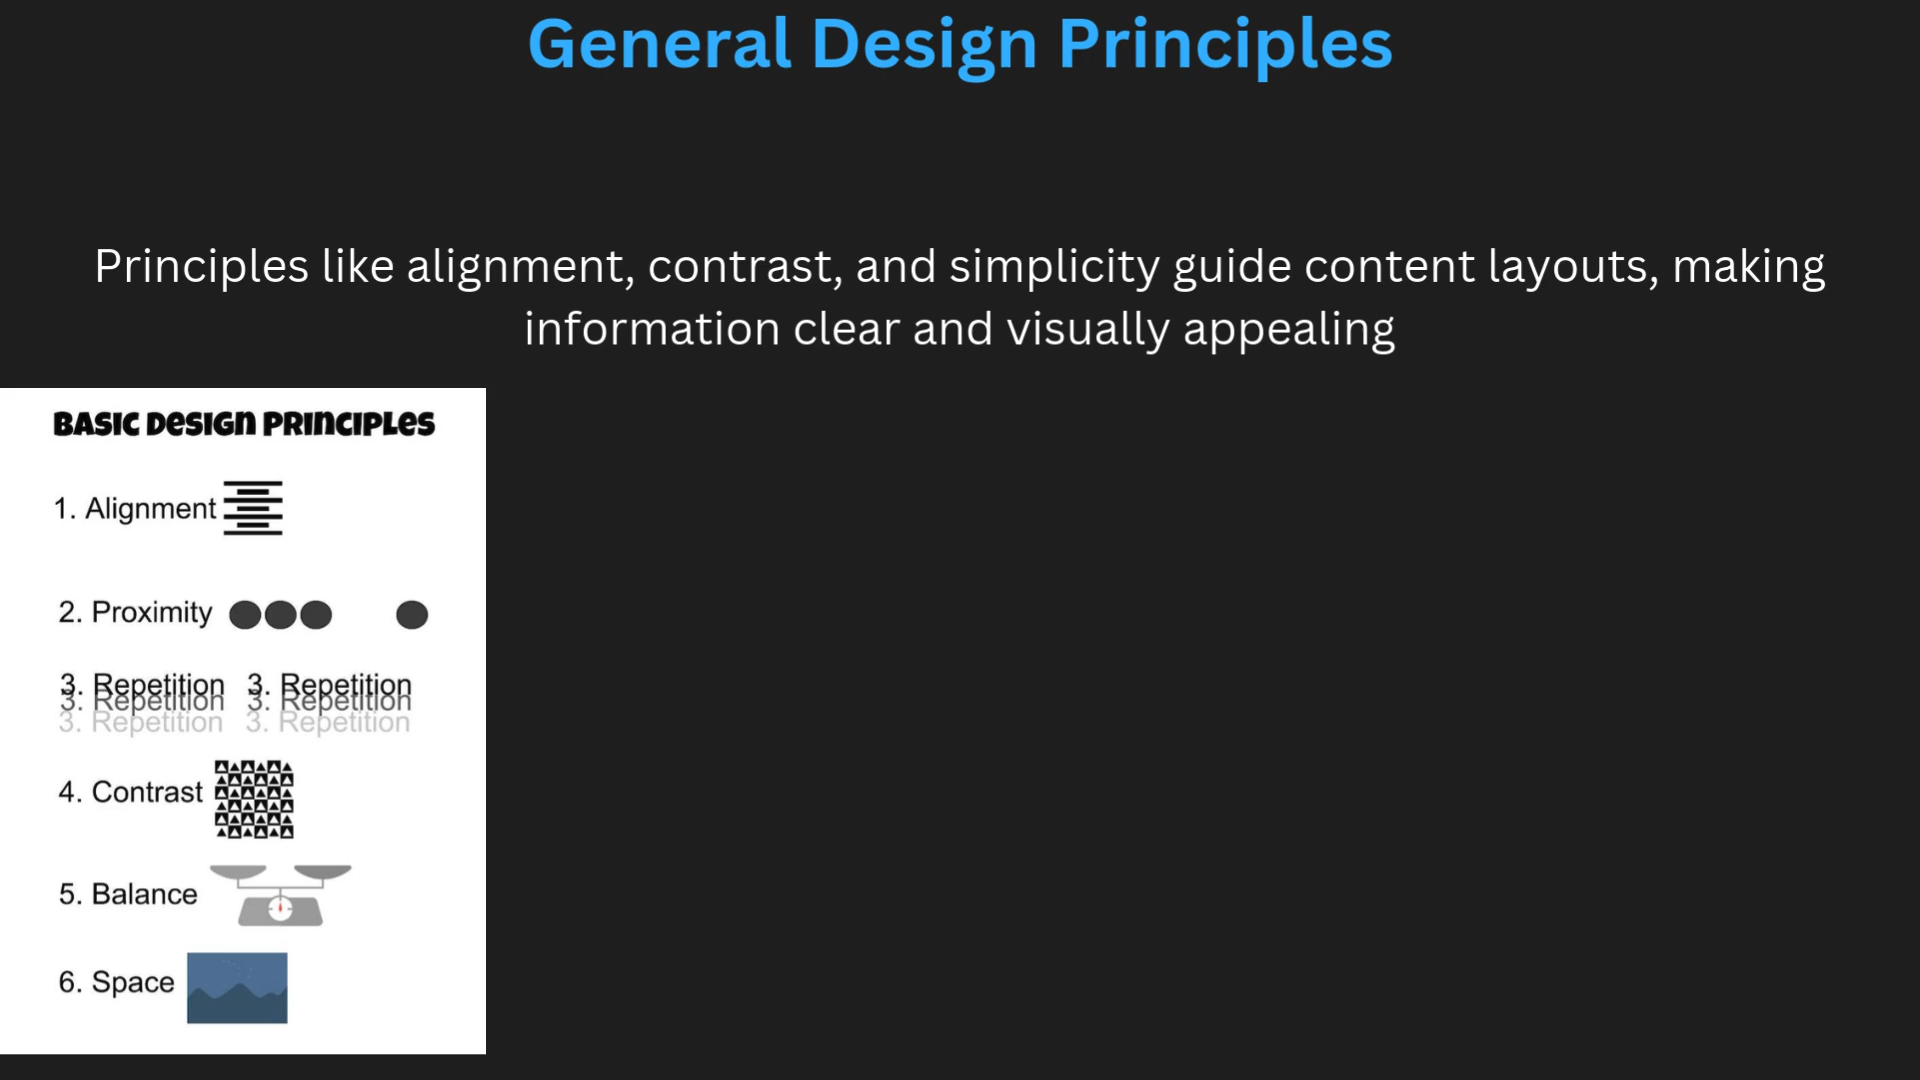 General Design Principles
Principles like alignment, contrast, and simplicity guide content layouts, making
information clear and visually appealing
BASIC DESIGN PRINCIPLES
1. Alignment
2. Proximity
3. Repetition 3. Repetition
3. Repetition 3. Repetition
3. Repetition 3. Repetition
4. Contrast
5. Balance
6. Space